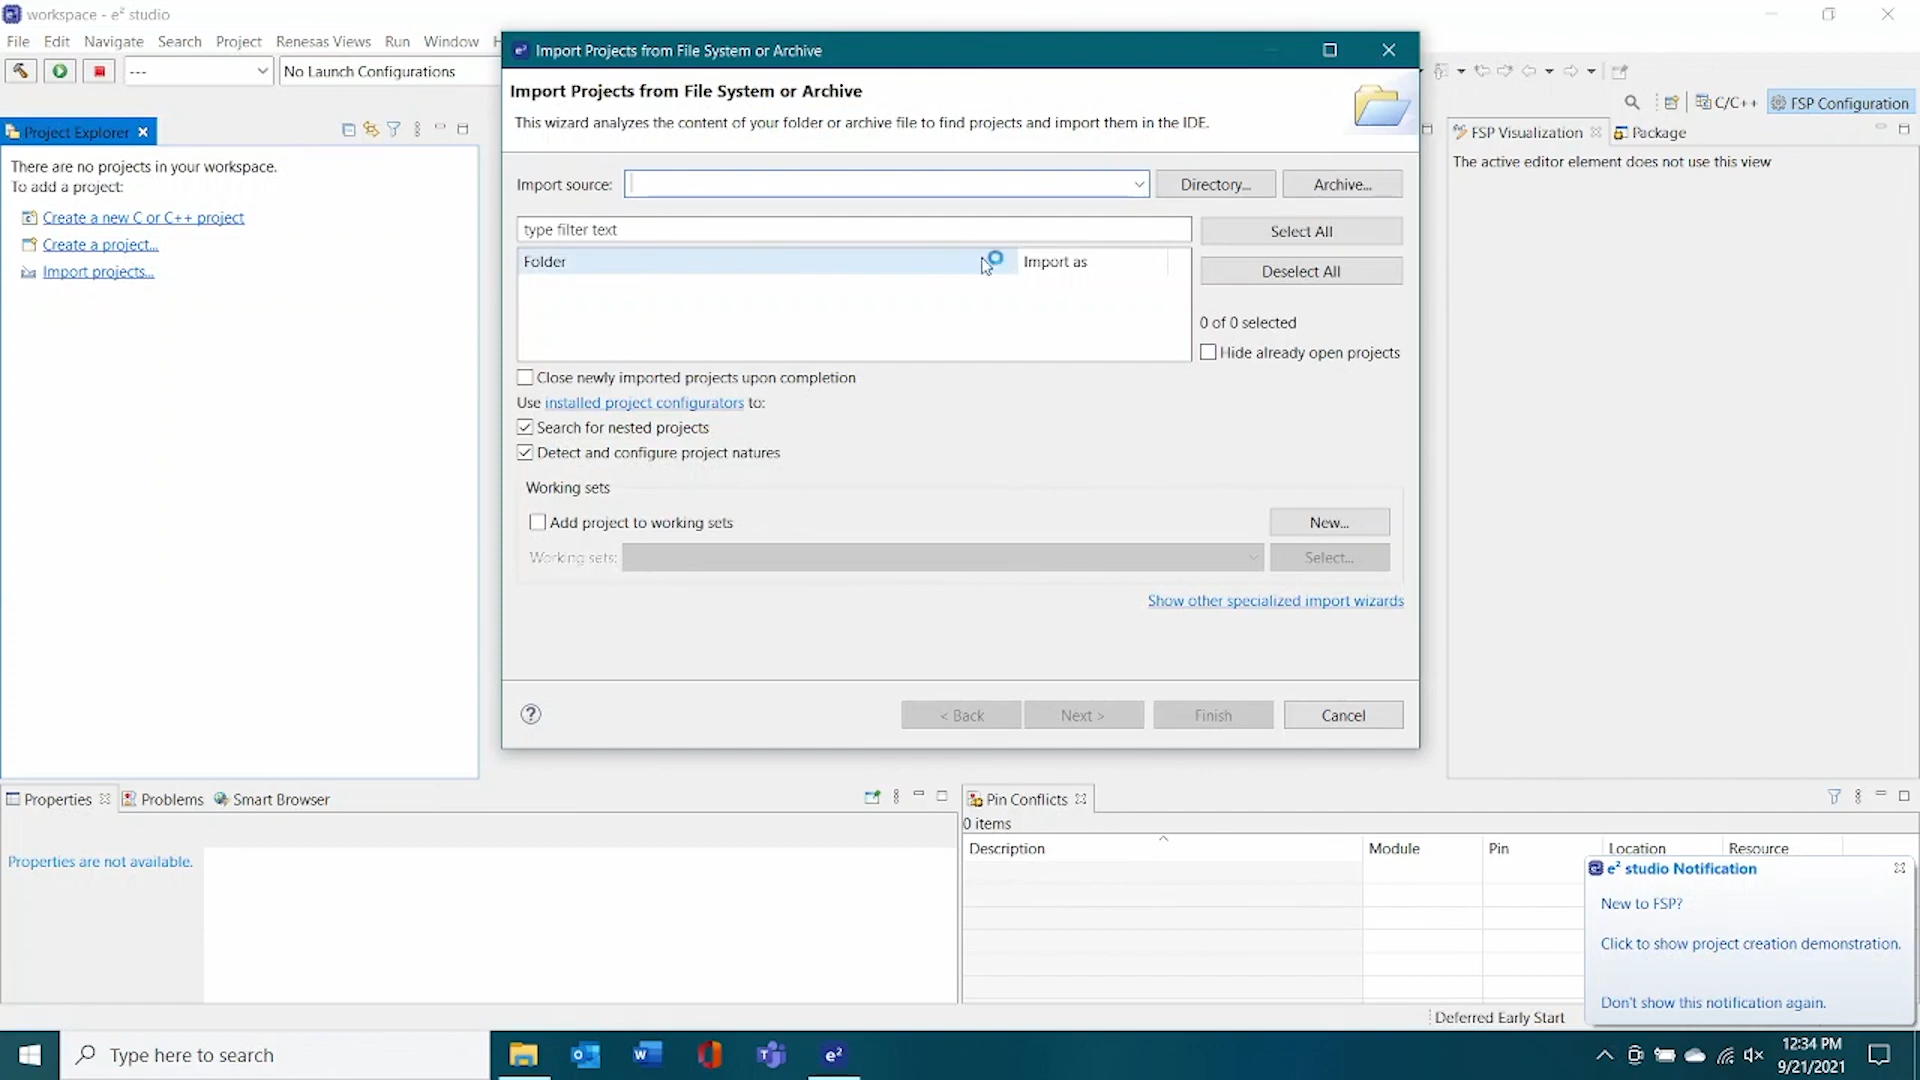 workspace - e² studio
File Edit Navigate Search Project Renesas Views Run Window
--- No Launch Configurations
C/C++ FSP Configuration
Project Explorer
There are no projects in your workspace.
To add a project:
Create a new C or C++ project
Create a project...
Import projects...
Import Projects from File System or Archive
Import Projects from File System or Archive
This wizard analyzes the content of your folder or archive file to find projects and import them in the IDE.
Import source: Directory... Archive...
type filter text Select All
Folder Import as Deselect All
0 of 0 selected
Hide already open projects
Close newly imported projects upon completion
Use installed project configurators to:
Search for nested projects
Detect and configure project natures
Working sets
Add project to working sets New...
Working sets: Select...
Show other specialized import wizards
< Back Next > Finish Cancel
FSP Visualization Package
The active editor element does not use this view
Properties Problems Smart Browser
Properties are not available.
Pin Conflicts
0 items
Description Module Pin Location Resource
e² studio Notification
New to FSP?
Click to show project creation demonstration.
Don't show this notification again.
Deferred Early Start
Type here to search
12:34 PM
9/21/2021